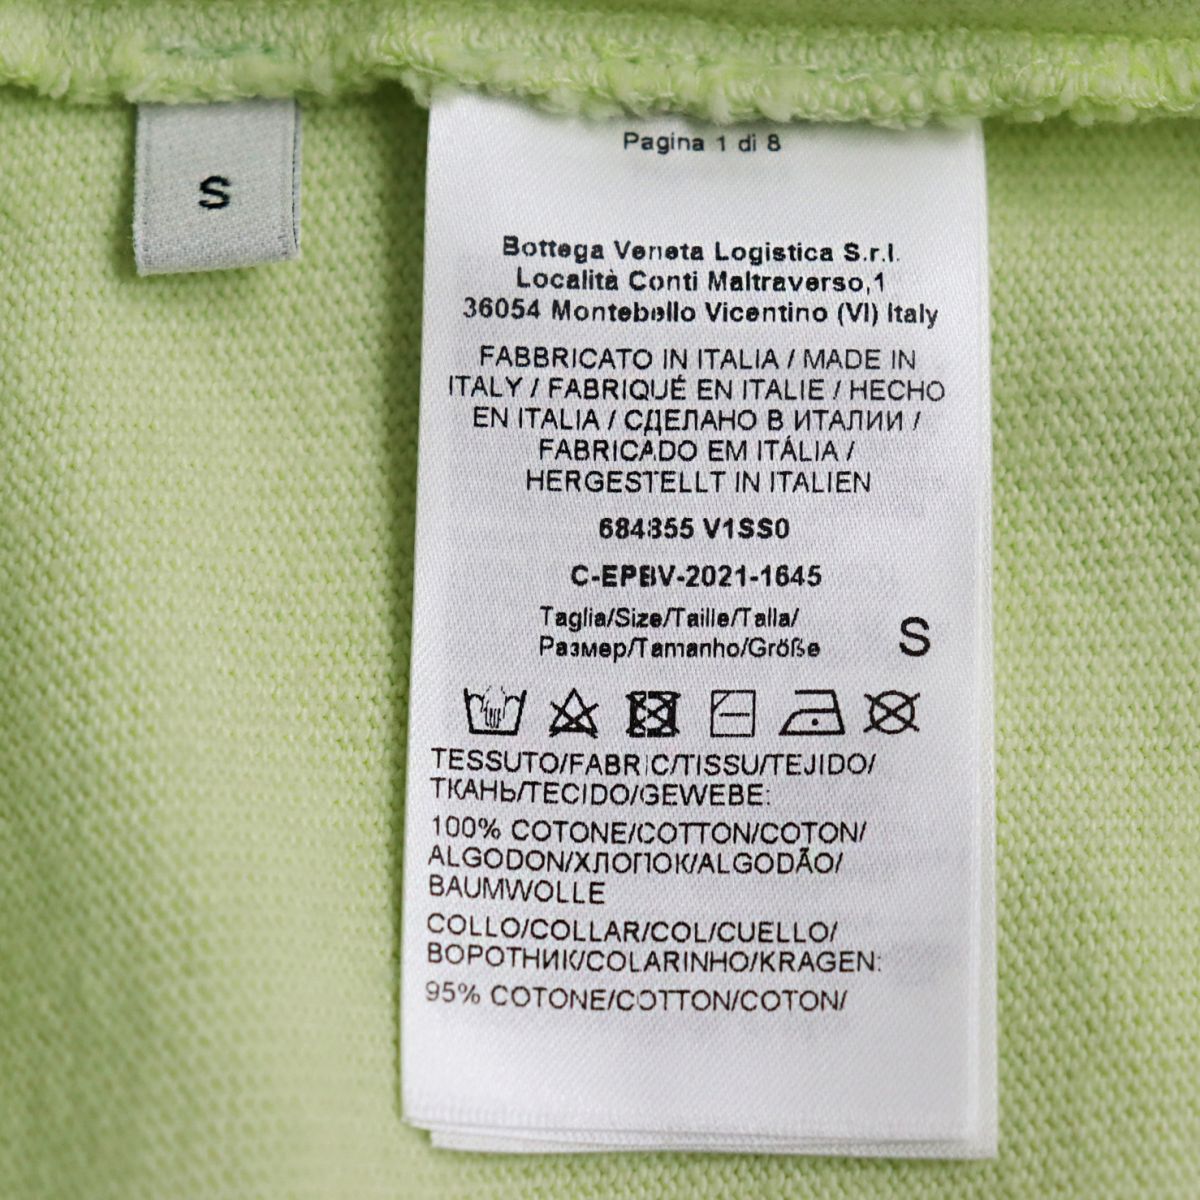 S
Pagina 1 di 8
Bottega Veneta Logistica S.r.l.
Località Conti Maltraverso,1
36054 Montebello Vicentino (VI) Italy
FABBRICATO IN ITALIA / MADE IN
ITALY / FABRIQUÉ EN ITALIE / HECHO
EN ITALIA / СДЕЛАНО В ИТАЛИИ /
FABRICADO EM ITÁLIA /
HERGESTELLT IN ITALIEN
684855 V1SS0
C-EPBV-2021-1645
Taglia/Size/Taille/Talla/
Размер/Tamanho/Größe S
TESSUTO/FABRIC/TISSU/TEJIDO/
ТКАНЬ/TECIDO/GEWEBE:
100% COTONE/COTTON/COTON/
ALGODON/ХЛОПОК/ALGODÃO/
BAUMWOLLE
COLLO/COLLAR/COL/CUELLO/
ВОРОТНИК/COLARINHO/KRAGEN:
95% COTONE/COTTON/COTON/